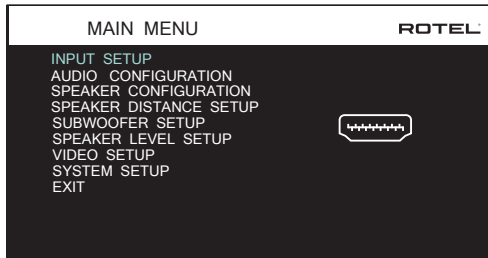 MAIN MENU
ROTEL
INPUT SETUP
AUDIO CONFIGURATION
SPEAKER CONFIGURATION
SPEAKER DISTANCE SETUP
SUBWOOFER SETUP
SPEAKER LEVEL SETUP
VIDEO SETUP
SYSTEM SETUP
EXIT